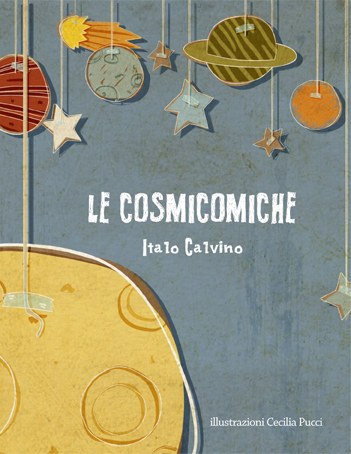 LE COSMICOMICHE
Italo Calvino
illustrazioni Cecilia Pucci